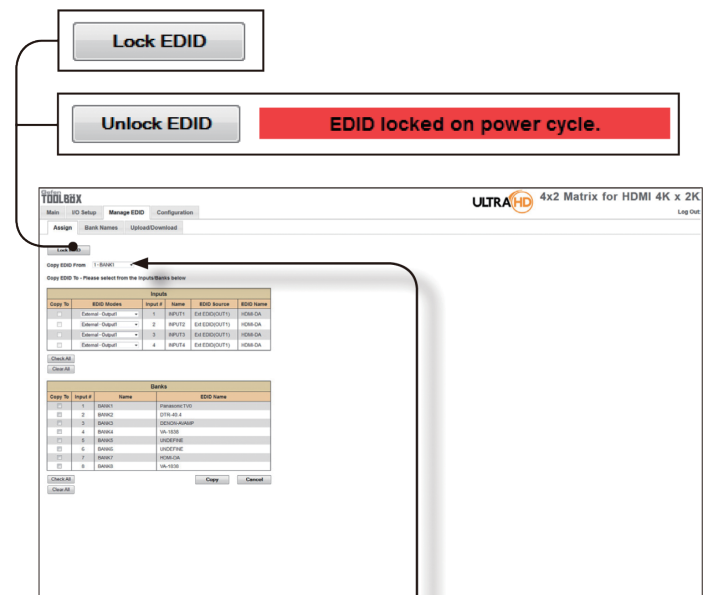 Lock EDID
Unlock EDID EDID locked on power cycle.
Gefen
TOOLBOX
ULTRA HD 4x2 Matrix for HDMI 4K x 2K
Main I/O Setup Manage EDID Configuration Log Out
Assign Bank Names Upload/Download
Lock EDID
Copy EDID From 1 - BANK1
Copy EDID To - Please select from the Inputs/Banks below
Inputs
Copy To EDID Modes Input # Name EDID Source EDID Name
External - Output1 1 INPUT1 Ext EDID(OUT1) HDMI-DA
External - Output1 2 INPUT2 Ext EDID(OUT1) HDMI-DA
External - Output1 3 INPUT3 Ext EDID(OUT1) HDMI-DA
External - Output1 4 INPUT4 Ext EDID(OUT1) HDMI-DA
Check All
Clear All
Banks
Copy To Input # Name EDID Name
1 BANK1 PanasonicTV0
2 BANK2 DTR-40.4
3 BANK3 DENON-AVAMP
4 BANK4 VA-1838
5 BANK5 UNDEFINE
6 BANK6 UNDEFINE
7 BANK7 HDMI-DA
8 BANK8 VA-1838
Check All Copy Cancel
Clear All